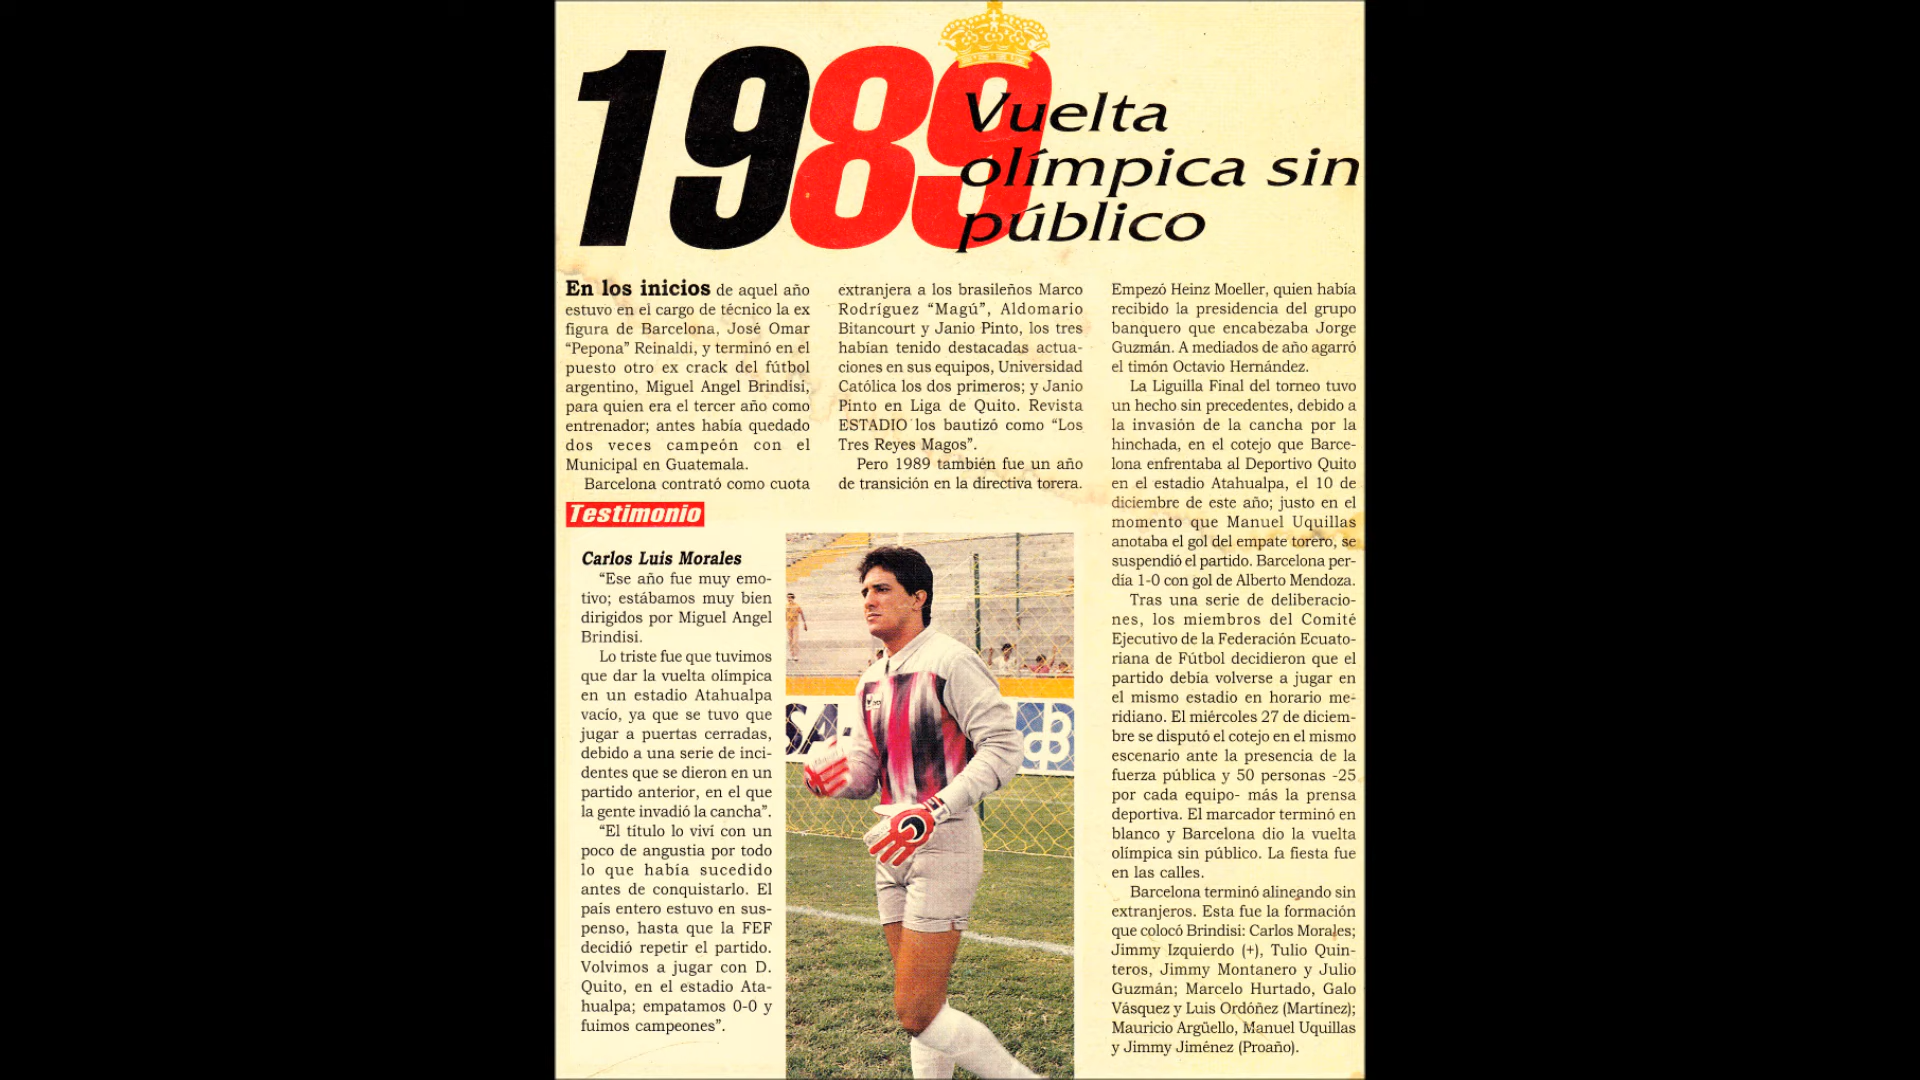 1989
Vuelta
olímpica sin
público
En los inicios de aquel año
estuvo en el cargo de técnico la ex
figura de Barcelona, José Omar
“Pepona” Reinaldi, y terminó en el
puesto otro ex crack del fútbol
argentino, Miguel Angel Brindisi,
para quien era el tercer año como
entrenador; antes había quedado
dos veces campeón con el
Municipal en Guatemala.
Barcelona contrató como cuota
extranjera a los brasileños Marco
Rodríguez “Magú”, Aldomario
Bitancourt y Janio Pinto, los tres
habían tenido destacadas actua-
ciones en sus equipos, Universidad
Católica los dos primeros; y Janio
Pinto en Liga de Quito. Revista
ESTADIO los bautizó como “Los
Tres Reyes Magos”.
Pero 1989 también fue un año
de transición en la directiva torera.
Empezó Heinz Moeller, quien había
recibido la presidencia del grupo
banquero que encabezaba Jorge
Guzmán. A mediados de año agarró
el timón Octavio Hernández.
La Liguilla Final del torneo tuvo
un hecho sin precedentes, debido a
la invasión de la cancha por la
hinchada, en el cotejo que Barce-
lona enfrentaba al Deportivo Quito
en el estadio Atahualpa, el 10 de
diciembre de este año; justo en el
momento que Manuel Uquillas
anotaba el gol del empate torero, se
suspendió el partido. Barcelona per-
día 1-0 con gol de Alberto Mendoza.
Tras una serie de deliberacio-
nes, los miembros del Comité
Ejecutivo de la Federación Ecuato-
riana de Fútbol decidieron que el
partido debía volverse a jugar en
el mismo estadio en horario me-
ridiano. El miércoles 27 de diciem-
bre se disputó el cotejo en el mismo
escenario ante la presencia de la
fuerza pública y 50 personas -25
por cada equipo- más la prensa
deportiva. El marcador terminó en
blanco y Barcelona dio la vuelta
olímpica sin público. La fiesta fue
en las calles.
Barcelona terminó alineando sin
extranjeros. Esta fue la formación
que colocó Brindisi: Carlos Morales;
Jimmy Izquierdo (+), Tulio Quin-
teros, Jimmy Montanero y Julio
Guzmán; Marcelo Hurtado, Galo
Vásquez y Luis Ordóñez (Martínez);
Mauricio Argüello, Manuel Uquillas
y Jimmy Jiménez (Proaño).
Testimonio
Carlos Luis Morales
“Ese año fue muy emo-
tivo; estábamos muy bien
dirigidos por Miguel Angel
Brindisi.
Lo triste fue que tuvimos
que dar la vuelta olímpica
en un estadio Atahualpa
vacío, ya que se tuvo que
jugar a puertas cerradas,
debido a una serie de inci-
dentes que se dieron en un
partido anterior, en el que
la gente invadió la cancha”.
“El título lo viví con un
poco de angustia por todo
lo que había sucedido
antes de conquistarlo. El
país entero estuvo en sus-
penso, hasta que la FEF
decidió repetir el partido.
Volvimos a jugar con D.
Quito, en el estadio Ata-
hualpa; empatamos 0-0 y
fuimos campeones”.